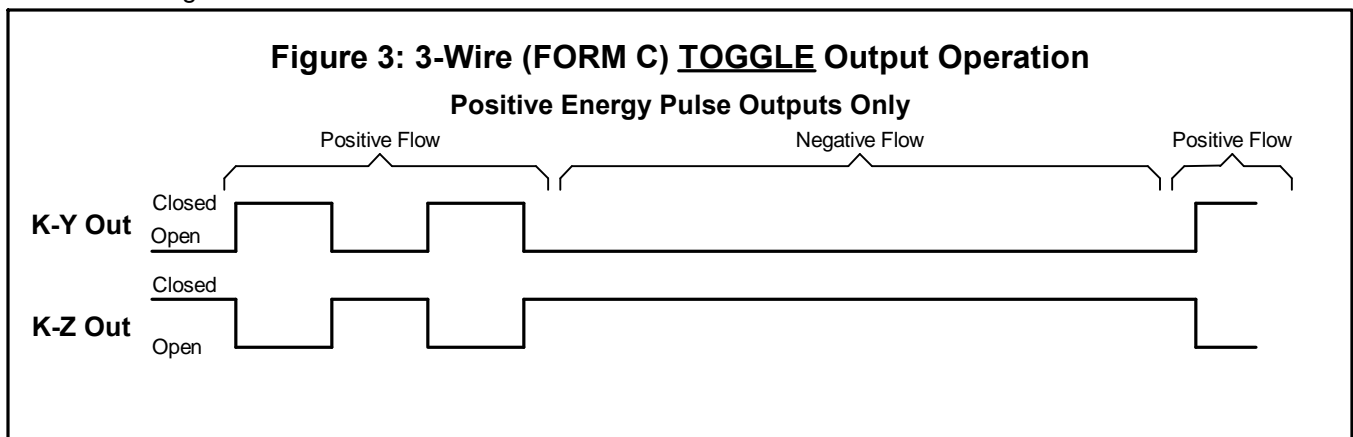 Figure 3: 3-Wire (FORM C) TOGGLE Output Operation
Positive Energy Pulse Outputs Only
Positive Flow
Negative Flow
Positive Flow
K-Y Out
Closed
Open
K-Z Out
Closed
Open